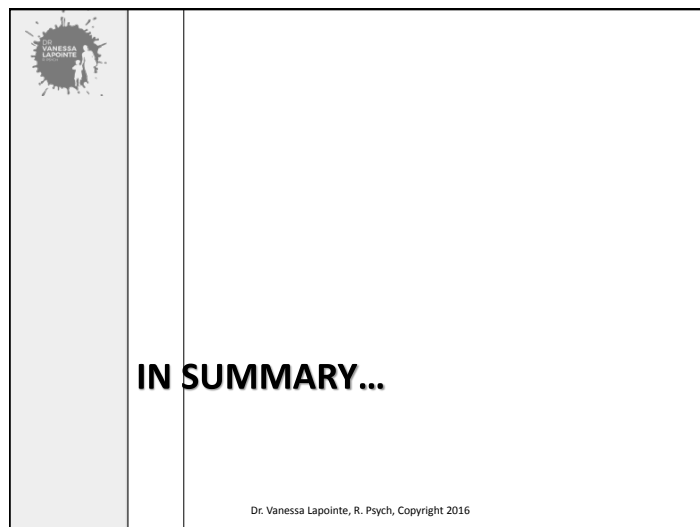 DR
VANESSA
LAPOINTE
IN SUMMARY…
Dr. Vanessa Lapointe, R. Psych, Copyright 2016